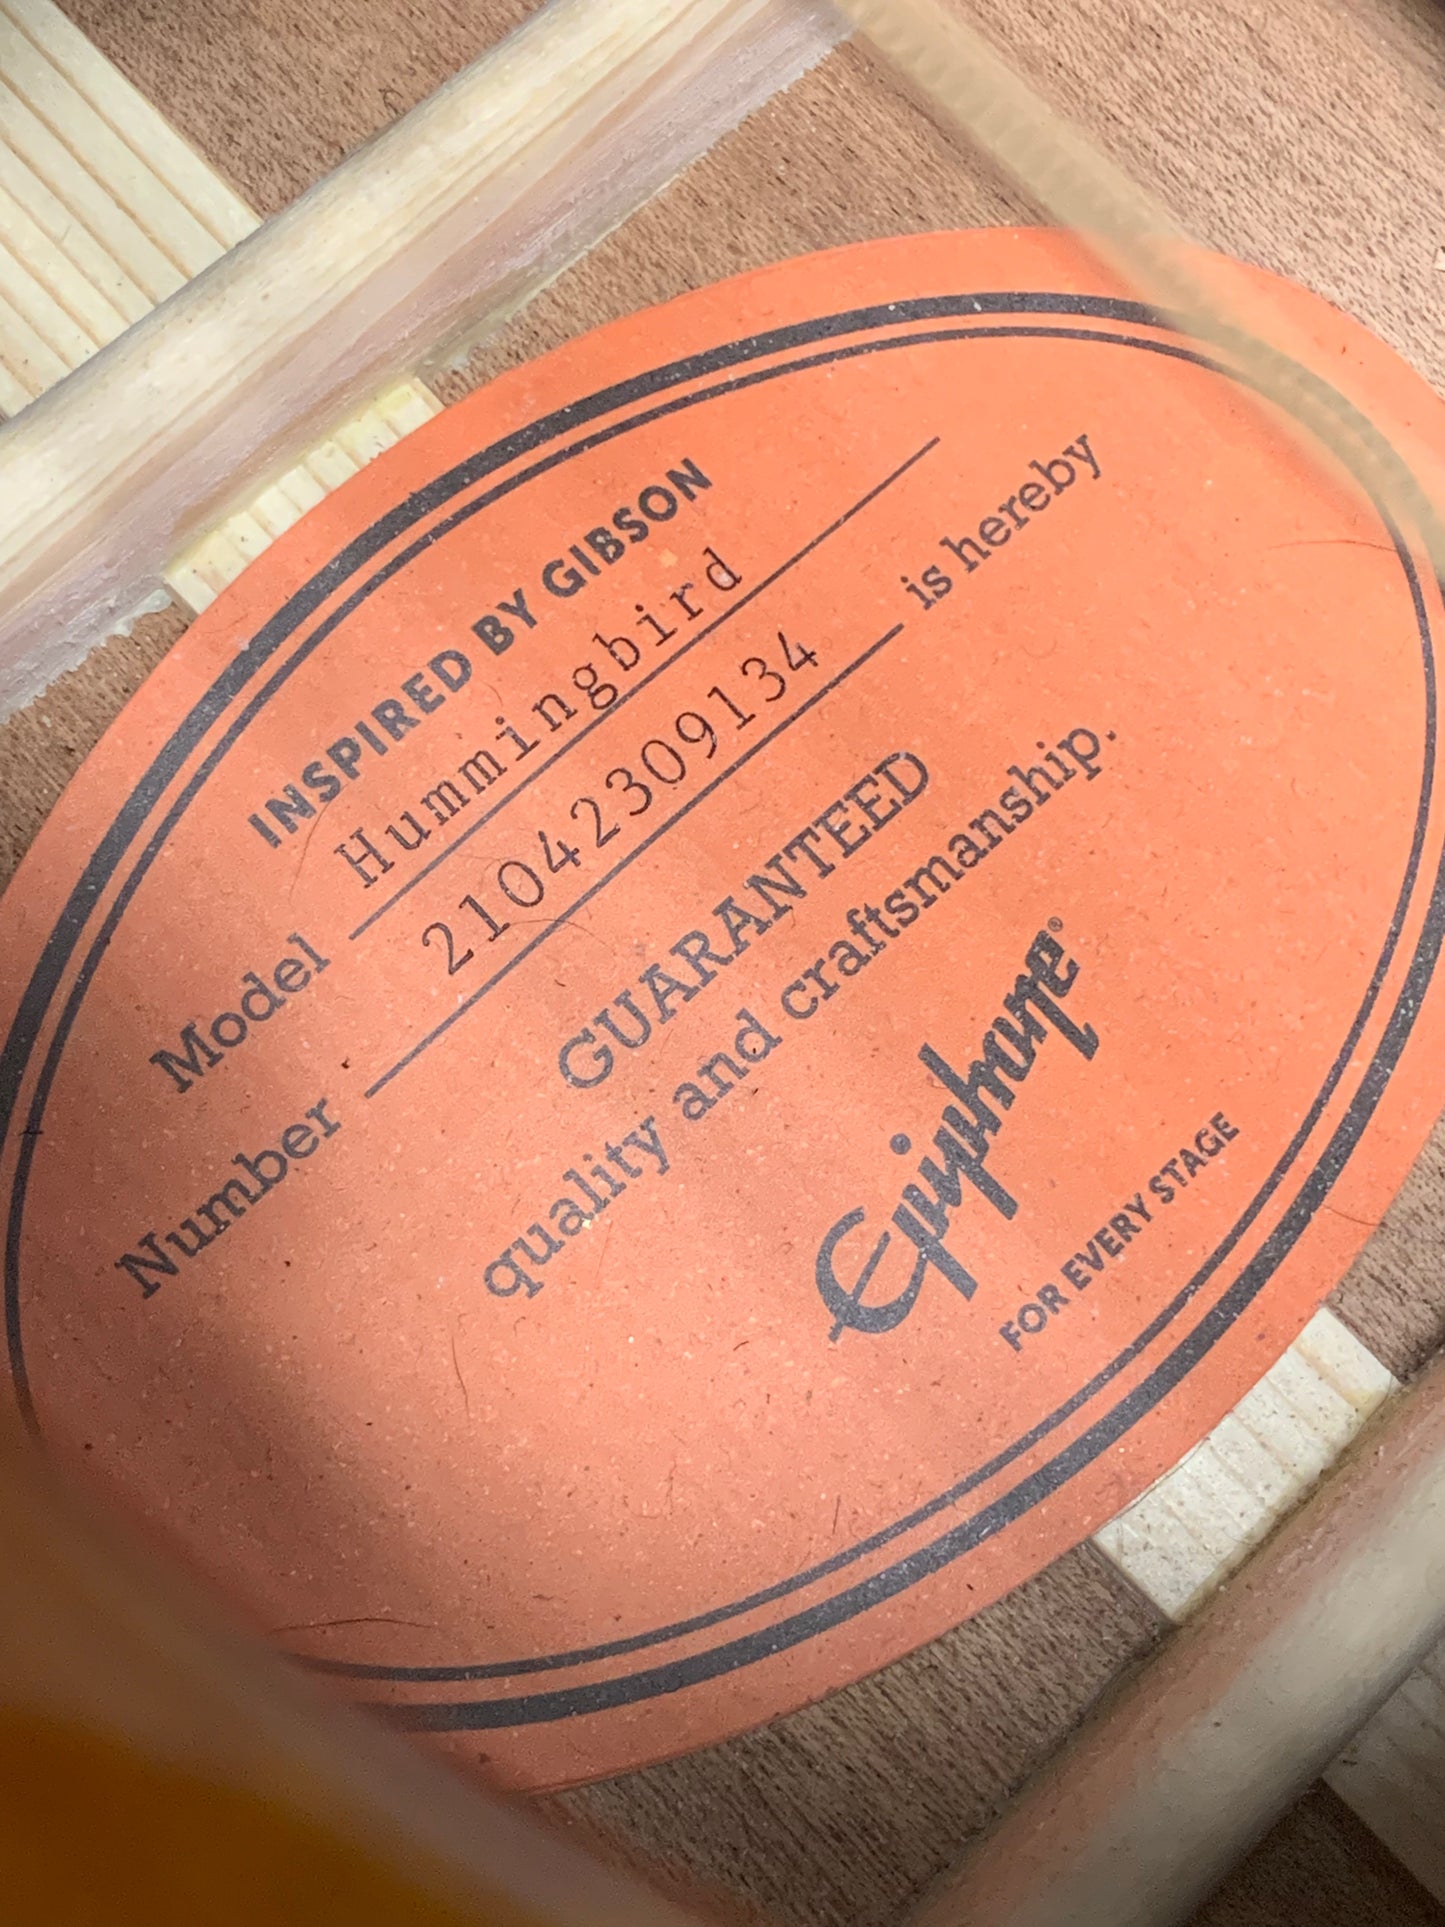 INSPIRED BY GIBSON
Model Hummingbird
Number 21042309134 is hereby
GUARANTEED
quality and craftsmanship.
Epiphone®
FOR EVERY STAGE